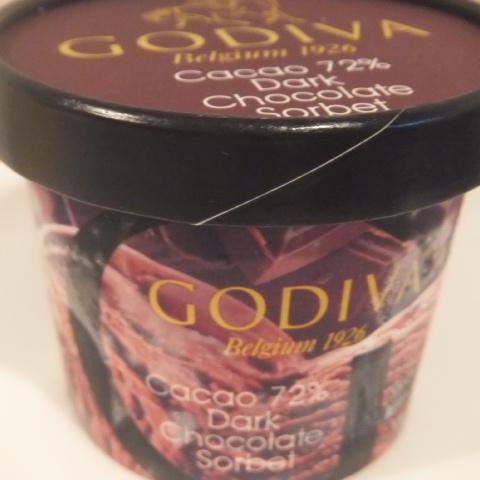 GODIVA
Belgium 1926
Cacao 72%
Dark
Chocolate
Sorbet
GODIVA
Belgium 1926
Cacao 72%
Dark
Chocolate
Sorbet